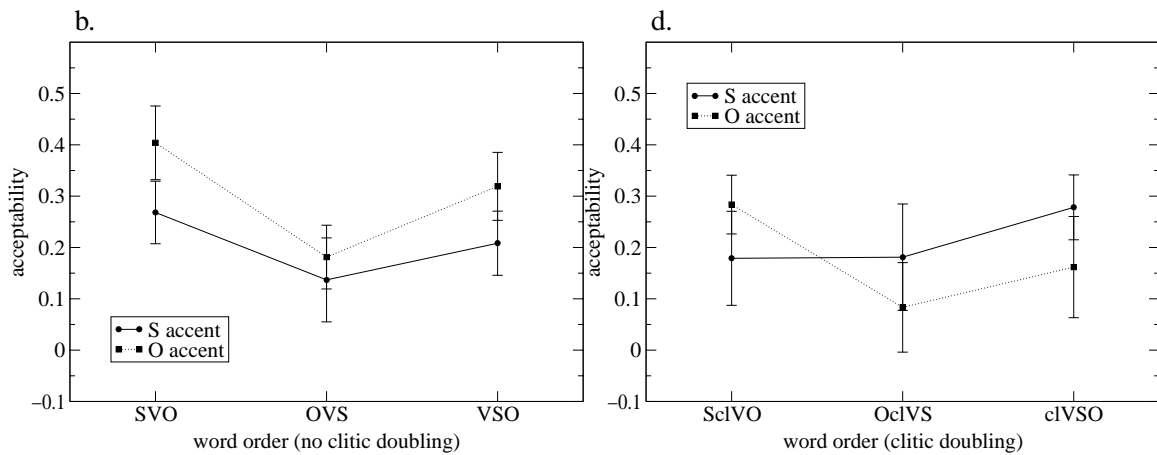 b.
0.5
0.4
0.3
0.2
0.1
0
−0.1
acceptability
S accent
O accent
SVO OVS VSO
word order (no clitic doubling)
d.
0.5
0.4
0.3
0.2
0.1
0
−0.1
acceptability
S accent
O accent
SclVO OclVS clVSO
word order (clitic doubling)